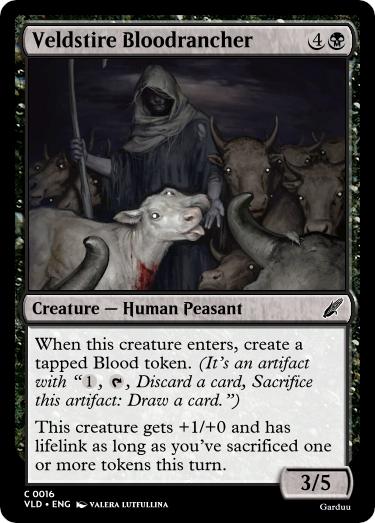 Veldstire Bloodrancher 4
Creature — Human Peasant
When this creature enters, create a
tapped Blood token. (It's an artifact
with “1, , Discard a card, Sacrifice
this artifact: Draw a card.”)
This creature gets +1/+0 and has
lifelink as long as you've sacrificed one
or more tokens this turn.
3/5
C 0016
VLD • ENG VALERA LUTFULLINA
Garduu